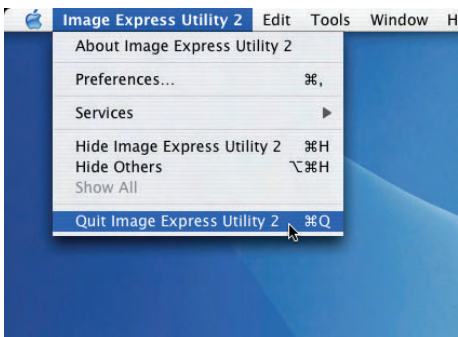 Image Express Utility 2 Edit Tools Window H
About Image Express Utility 2
Preferences... ⌘,
Services
Hide Image Express Utility 2 ⌘H
Hide Others ⌥⌘H
Show All
Quit Image Express Utility 2 ⌘Q